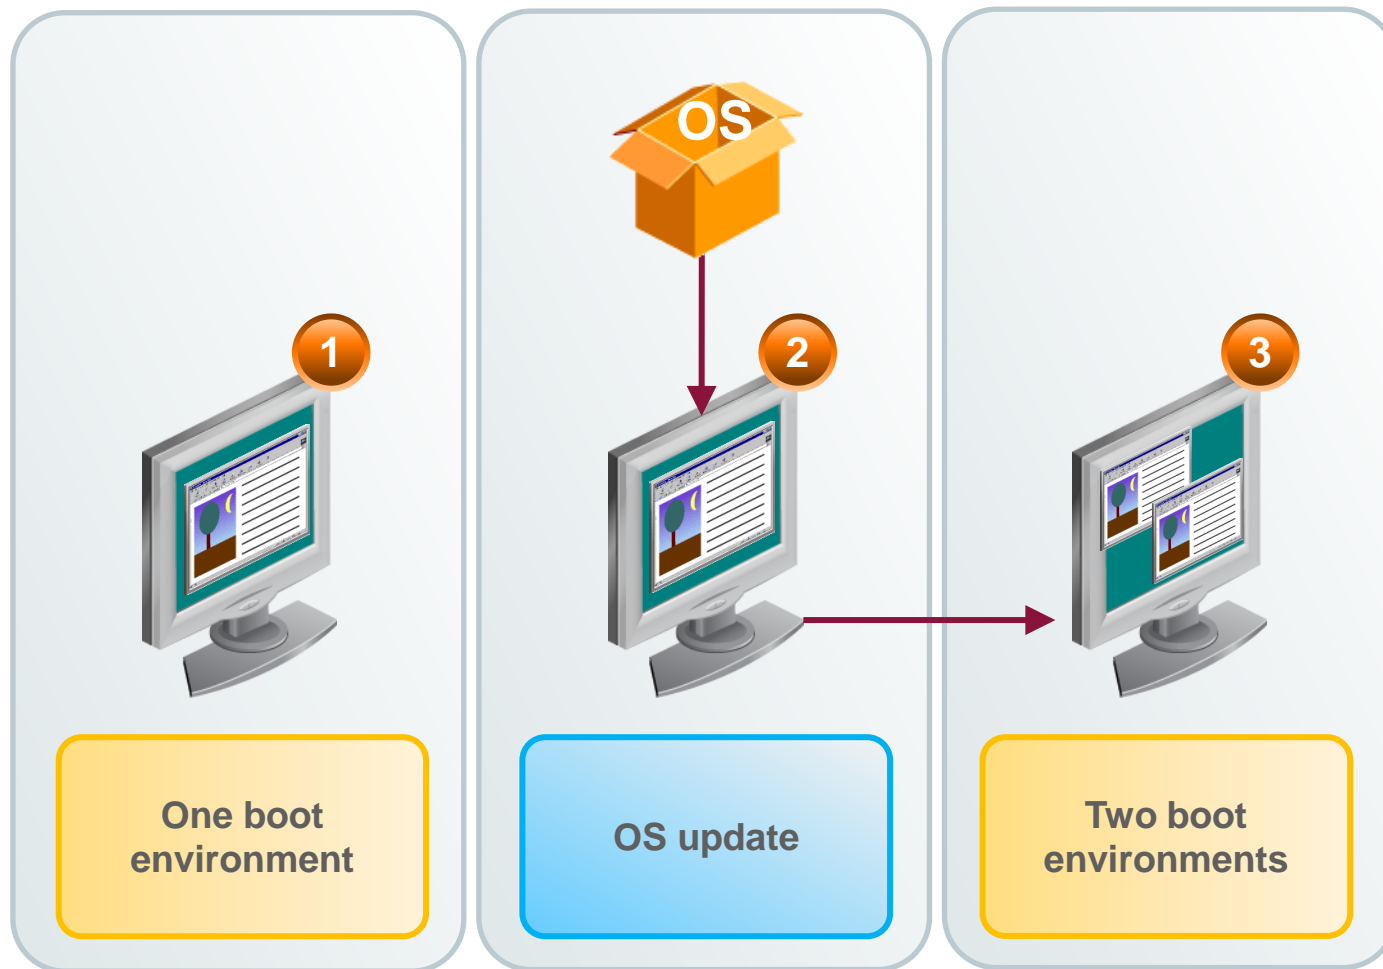 OS
1
2
3
One boot
environment
OS update
Two boot
environments